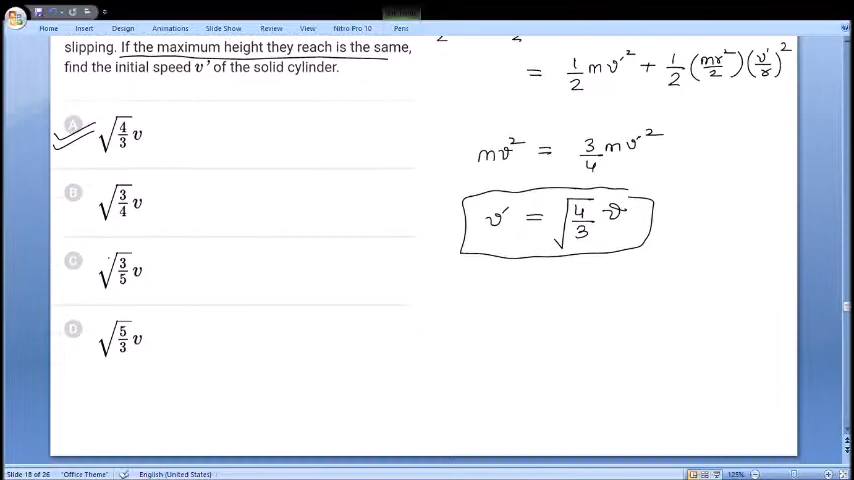 Home Insert Design Animations Slide Show Review View Nitro Pro 10 Pens
slipping. If the maximum height they reach is the same,
find the initial speed v' of the solid cylinder.
A √(4/3) v
B √(3/4) v
C √(3/5) v
D √(5/3) v
= 1/2 mv'² + 1/2 (mr²/2) (v'/r)²
mv² = 3/4 mv'²
v' = √(4/3) v
Slide 18 of 26 "Office Theme" English (United States) 125%